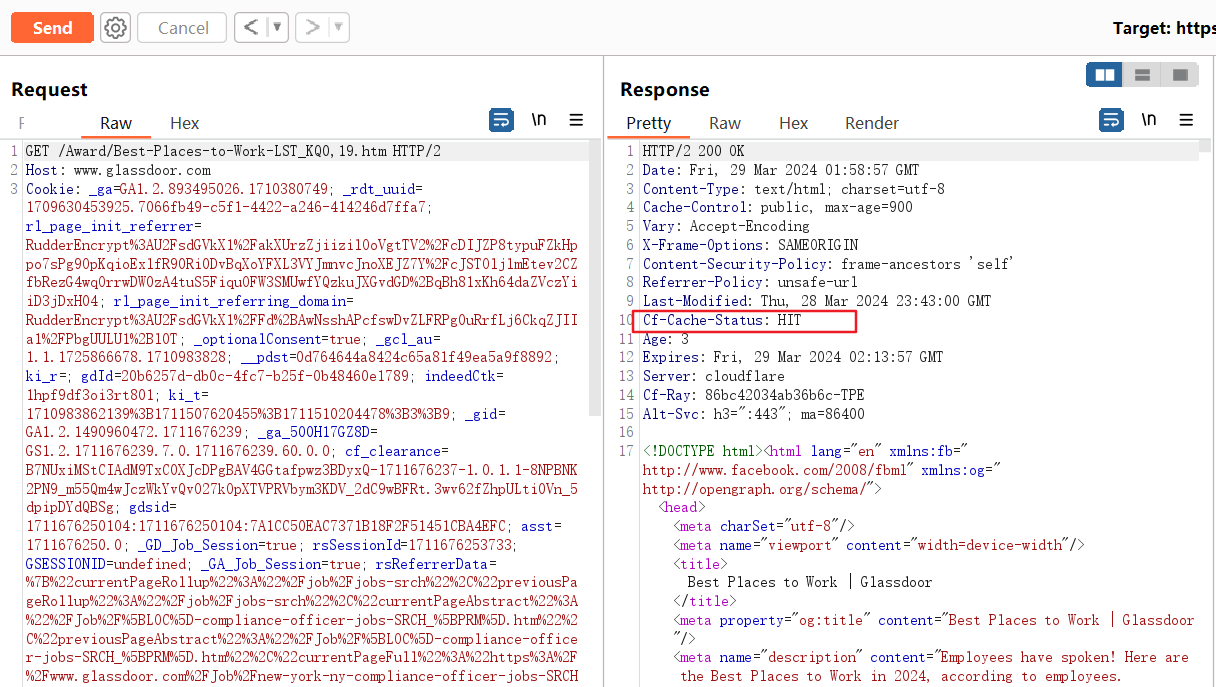 Send
Cancel
<
>
Target: https
Request
Raw
Hex
\n
1 GET /Award/Best-Places-to-Work-LST_KQ0,19.htm HTTP/2
2 Host: www.glassdoor.com
3 Cookie: _ga=GA1.2.893495026.1710380749; _rdt_uuid=
1709630453925.7066fb49-c5f1-4422-a246-414246d7ffa7;
rl_page_init_referrer=
RudderEncrypt%3AU2FsdGVkX1%2FakXUrzZjiizil0oVgtTV2%2FcDIJZP8typuFZkHp
po7sPg90pKqioExlfR90Ri0DvBqXoYFXL3VYJmnvcJnoXEJZ7Y%2FcJST0ljlmEtev2CZ
fbRezG4wqOrrwDW0zA4tuS5FiquOFW3SMUwfYQzkuJXGvdGD%2BqBh81xKh64daZVczYi
iD3jDxH04; rl_page_init_referring_domain=
RudderEncrypt%3AU2FsdGVkX1%2FFd%2BAwNsshAPcfswDvZLFRPgOuRrfLj6CkqZJII
a1%2FPbgUULU1%2B10T; _optionalConsent=true; _gcl_au=
1.1.1725866678.1710983828; __pdst=0d764644a8424c65a81f49ea5a9f8892;
ki_r=; gdId=20b6257d-db0c-4fc7-b25f-0b48460e1789; indeedCtk=
1hpf9df3oi3rt801; ki_t=
1710983862139%3B1711507620455%3B1711510204478%3B3%3B9; _gid=
GA1.2.1490960472.1711676239; _ga_500H17GZ8D=
GS1.2.1711676239.7.0.1711676239.60.0.0; cf_clearance=
B7NUxiMStCIAdM9TxCOXJcDPgBAV4GGtafpwz3BDyxQ-1711676237-1.0.1.1-8NPBNK
2PN9_m55Qm4wJczWkYvQv027k0pXTVPRVbym3KDV_2dC9wBFRt.3wv62fZhpULti0Vn_5
dpipDYdQBSg; gdsid=
1711676250104:1711676250104:7A1CC50EAC7371B18F2F51451CBA4EFC; asst=
1711676250.0; _GD_Job_Session=true; rsSessionId=1711676253733;
GSESSIONID=undefined; _GA_Job_Session=true; rsReferrerData=
%7B%22currentPageRollup%22%3A%22%2Fjob%2Fjobs-srch%22%2C%22previousPa
geRollup%22%3A%22%2Fjob%2Fjobs-srch%22%2C%22currentPageAbstract%22%3A
%22%2FJob%2F%5BLOC%5D-compliance-officer-jobs-SRCH_%5BPRM%5D.htm%22%2
C%22previousPageAbstract%22%3A%22%2FJob%2F%5BLOC%5D-compliance-office
r-jobs-SRCH_%5BPRM%5D.htm%22%2C%22currentPageFull%22%3A%22https%3A%2F
%2Fwww.glassdoor.com%2FJob%2Fnew-york-ny-compliance-officer-jobs-SRCH
Response
Pretty
Raw
Hex
Render
\n
1 HTTP/2 200 OK
2 Date: Fri, 29 Mar 2024 01:58:57 GMT
3 Content-Type: text/html; charset=utf-8
4 Cache-Control: public, max-age=900
5 Vary: Accept-Encoding
6 X-Frame-Options: SAMEORIGIN
7 Content-Security-Policy: frame-ancestors 'self'
8 Referrer-Policy: unsafe-url
9 Last-Modified: Thu, 28 Mar 2024 23:43:00 GMT
10 Cf-Cache-Status: HIT
11 Age: 3
12 Expires: Fri, 29 Mar 2024 02:13:57 GMT
13 Server: cloudflare
14 Cf-Ray: 86bc42034ab36b6c-TPE
15 Alt-Svc: h3=":443"; ma=86400
16
17 <!DOCTYPE html><html lang="en" xmlns:fb="
http://www.facebook.com/2008/fbml" xmlns:og="
http://opengraph.org/schema/">
<head>
<meta charSet="utf-8"/>
<meta name="viewport" content="width=device-width"/>
<title>
Best Places to Work | Glassdoor
</title>
<meta property="og:title" content="Best Places to Work | Glassdoor
"/>
<meta name="description" content="Employees have spoken! Here are
the Best Places to Work in 2024, according to employees.